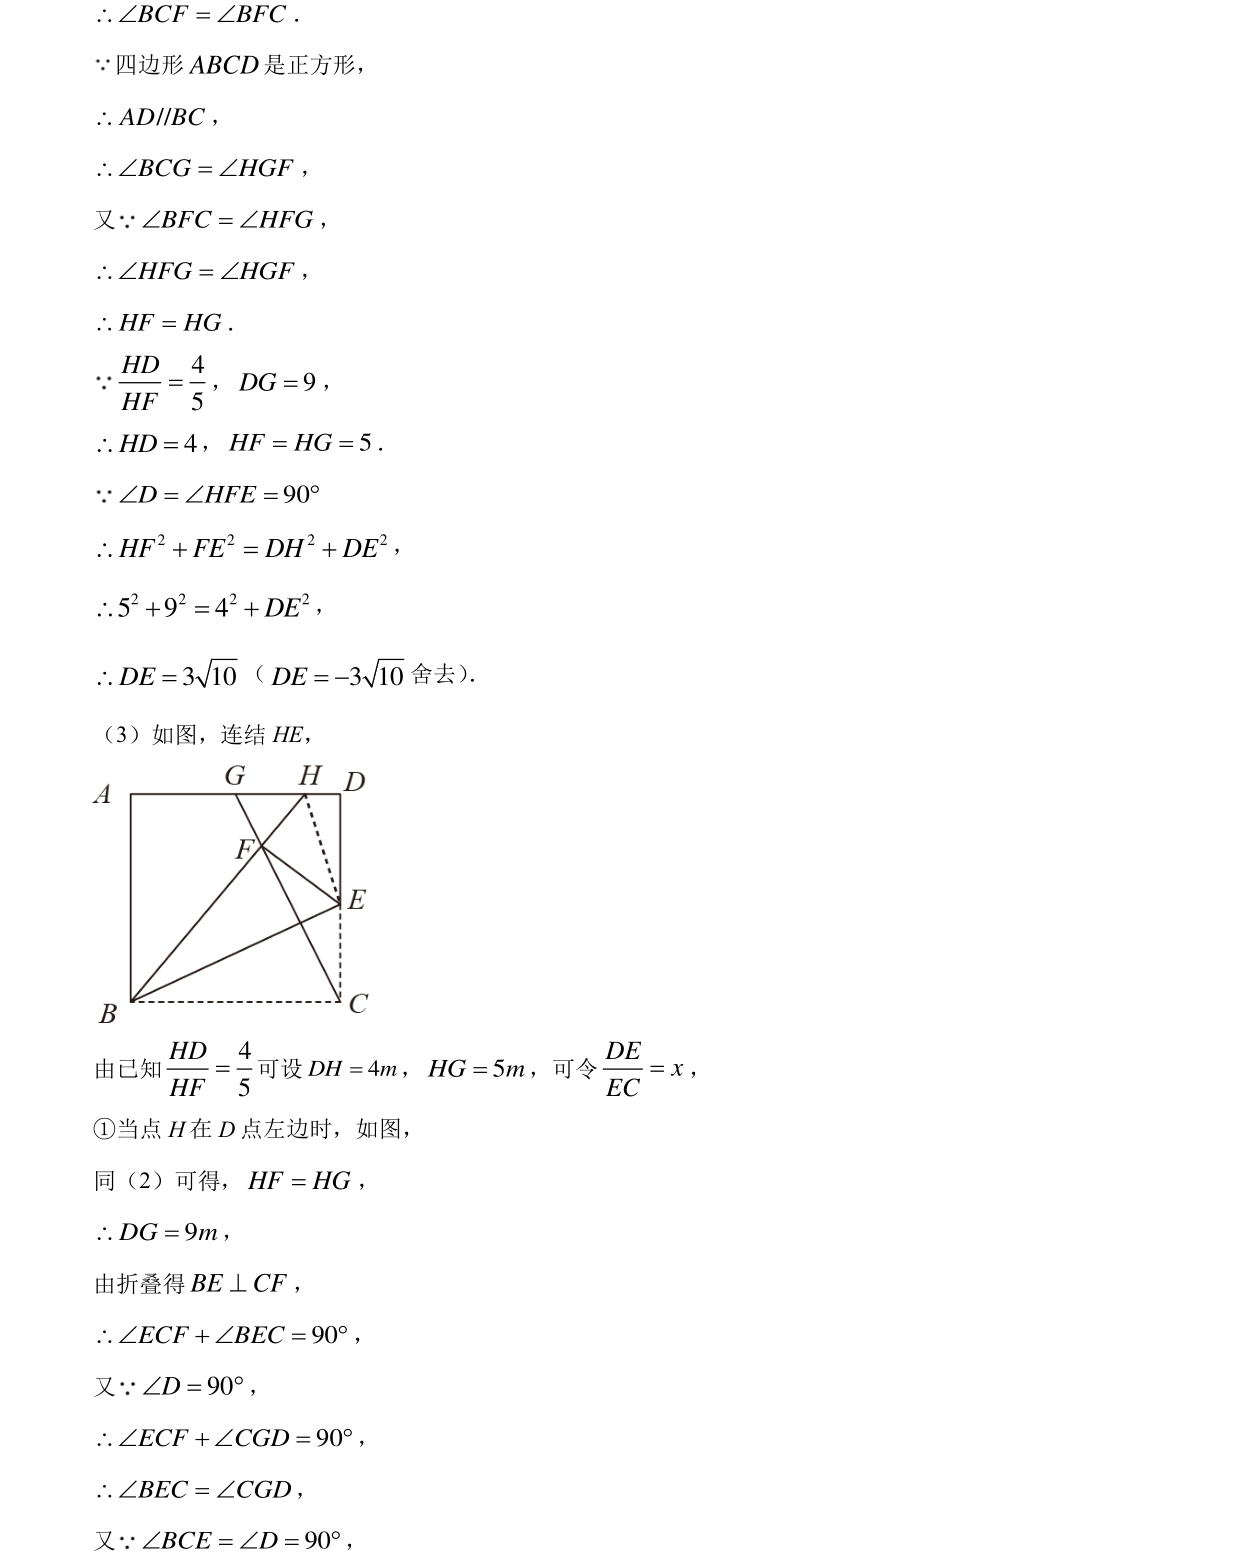 ∴∠BCF = ∠BFC .
∵四边形 ABCD 是正方形，
∴ AD//BC ，
∴∠BCG = ∠HGF ，
又∵∠BFC = ∠HFG ，
∴∠HFG = ∠HGF ，
∴HF = HG .
∵HD/HF = 4/5 ， DG = 9 ，
∴HD = 4 ， HF = HG = 5 .
∵∠D = ∠HFE = 90°
∴HF² + FE² = DH² + DE² ，
∴5² + 9² = 4² + DE² ，
∴DE = 3√10 （ DE = −3√10 舍去）.
（3）如图，连结 HE，
G H D
A
F
E
B C
由已知 HD/HF = 4/5 可设 DH = 4m ， HG = 5m ，可令 DE/EC = x ，
①当点 H 在 D 点左边时，如图，
同（2）可得， HF = HG ，
∴DG = 9m ，
由折叠得 BE ⊥ CF ，
∴∠ECF + ∠BEC = 90° ，
又∵∠D = 90° ，
∴∠ECF + ∠CGD = 90° ，
∴∠BEC = ∠CGD ，
又∵∠BCE = ∠D = 90° ，